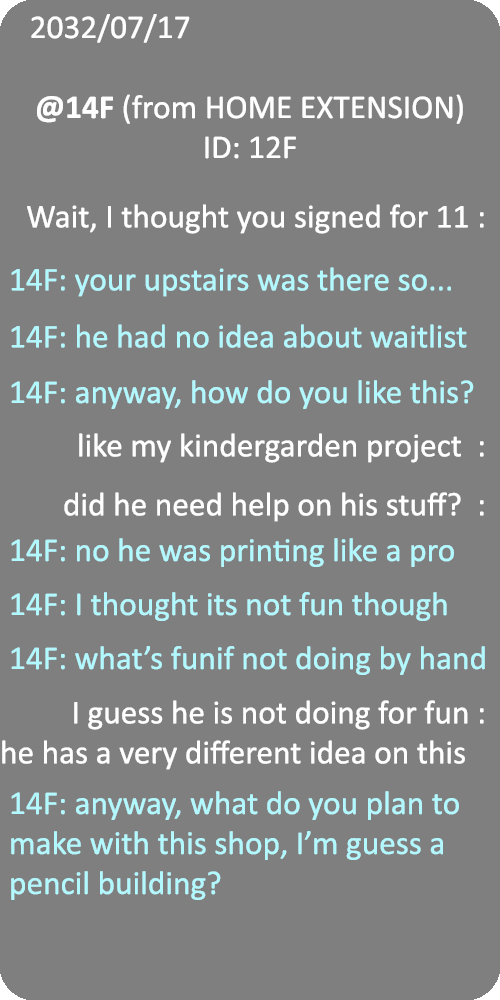 2032/07/17
@14F (from HOME EXTENSION)
ID: 12F
Wait, I thought you signed for 11 :
14F: your upstairs was there so...
14F: he had no idea about waitlist
14F: anyway, how do you like this?
like my kindergarden project :
did he need help on his stuff? :
14F: no he was printing like a pro
14F: I thought its not fun though
14F: what's funif not doing by hand
I guess he is not doing for fun :
he has a very different idea on this
14F: anyway, what do you plan to
make with this shop, I'm guess a
pencil building?